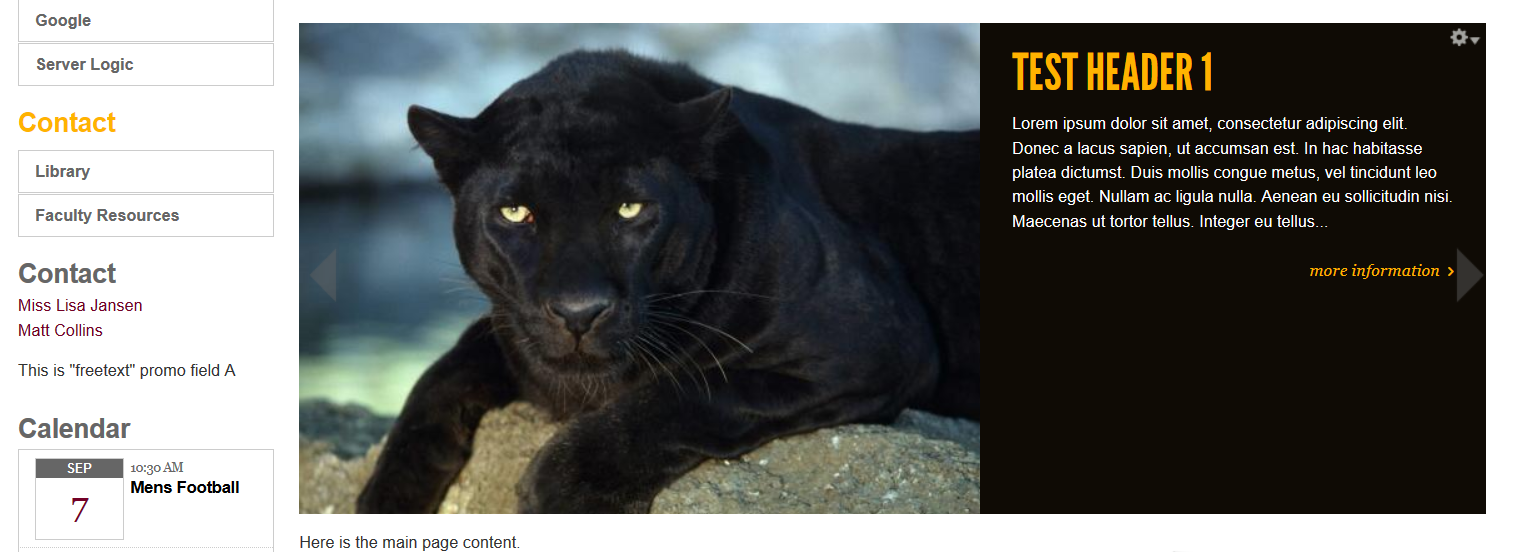 Google
Server Logic
Contact
Library
Faculty Resources
Contact
Miss Lisa Jansen
Matt Collins
This is "freetext" promo field A
Calendar
SEP
7
10:30 AM
Mens Football
TEST HEADER 1
Lorem ipsum dolor sit amet, consectetur adipiscing elit.
Donec a lacus sapien, ut accumsan est. In hac habitasse
platea dictumst. Duis mollis congue metus, vel tincidunt leo
mollis eget. Nullam ac ligula nulla. Aenean eu sollicitudin nisi.
Maecenas ut tortor tellus. Integer eu tellus...
more information
Here is the main page content.